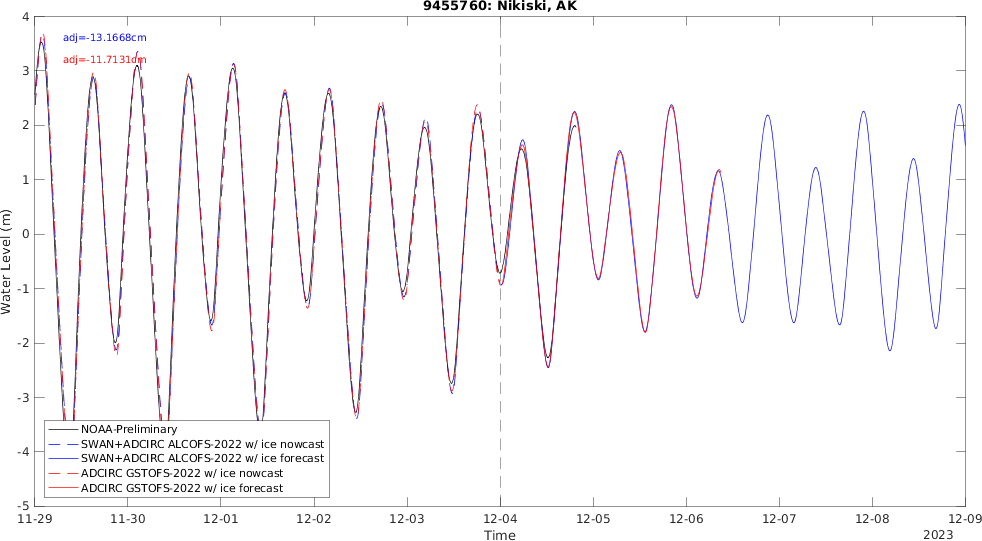 9455760: Nikiski, AK
adj=-13.1668cm
adj=-11.7131cm
Water Level (m)
4
3
2
1
0
-1
-2
-3
-4
-5
NOAA-Preliminary
SWAN+ADCIRC ALCOFS-2022 w/ ice nowcast
SWAN+ADCIRC ALCOFS-2022 w/ ice forecast
ADCIRC GSTOFS-2022 w/ ice nowcast
ADCIRC GSTOFS-2022 w/ ice forecast
11-29 11-30 12-01 12-02 12-03 12-04 12-05 12-06 12-07 12-08 12-09
Time
2023